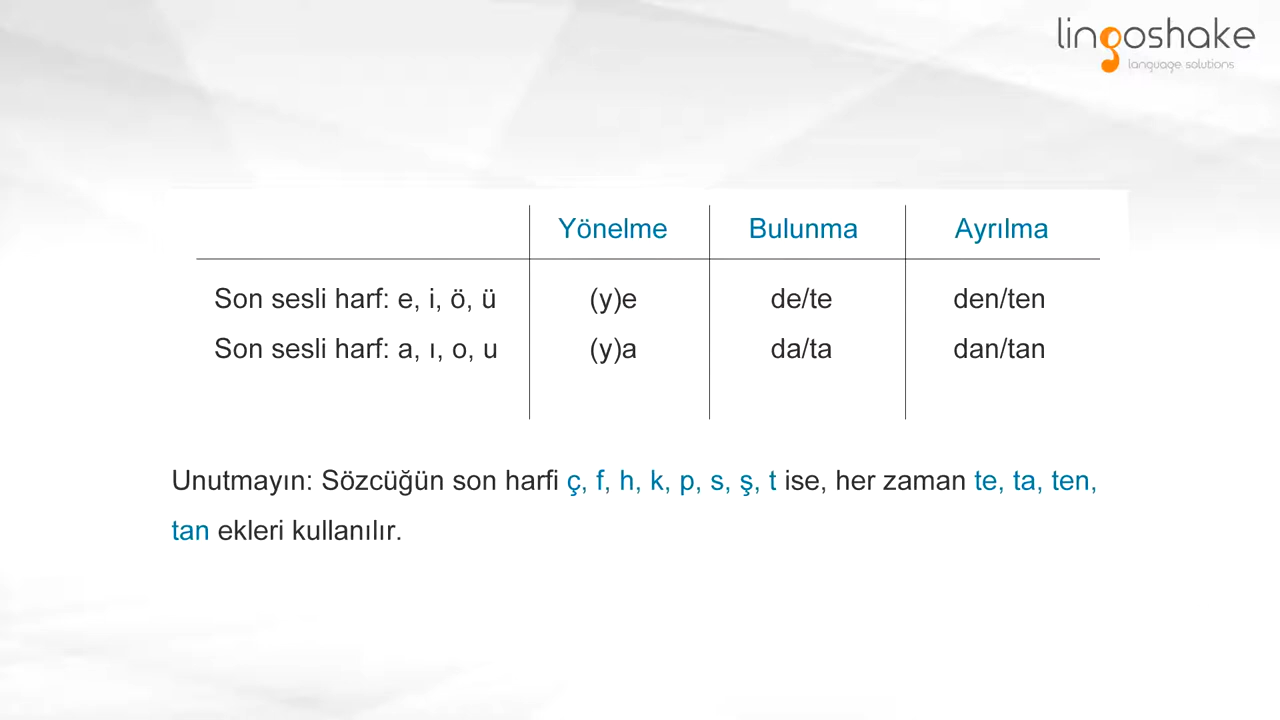 lingoshake
language solutions
Yönelme Bulunma Ayrılma
Son sesli harf: e, i, ö, ü (y)e de/te den/ten
Son sesli harf: a, ı, o, u (y)a da/ta dan/tan
Unutmayın: Sözcüğün son harfi ç, f, h, k, p, s, ş, t ise, her zaman te, ta, ten,
tan ekleri kullanılır.